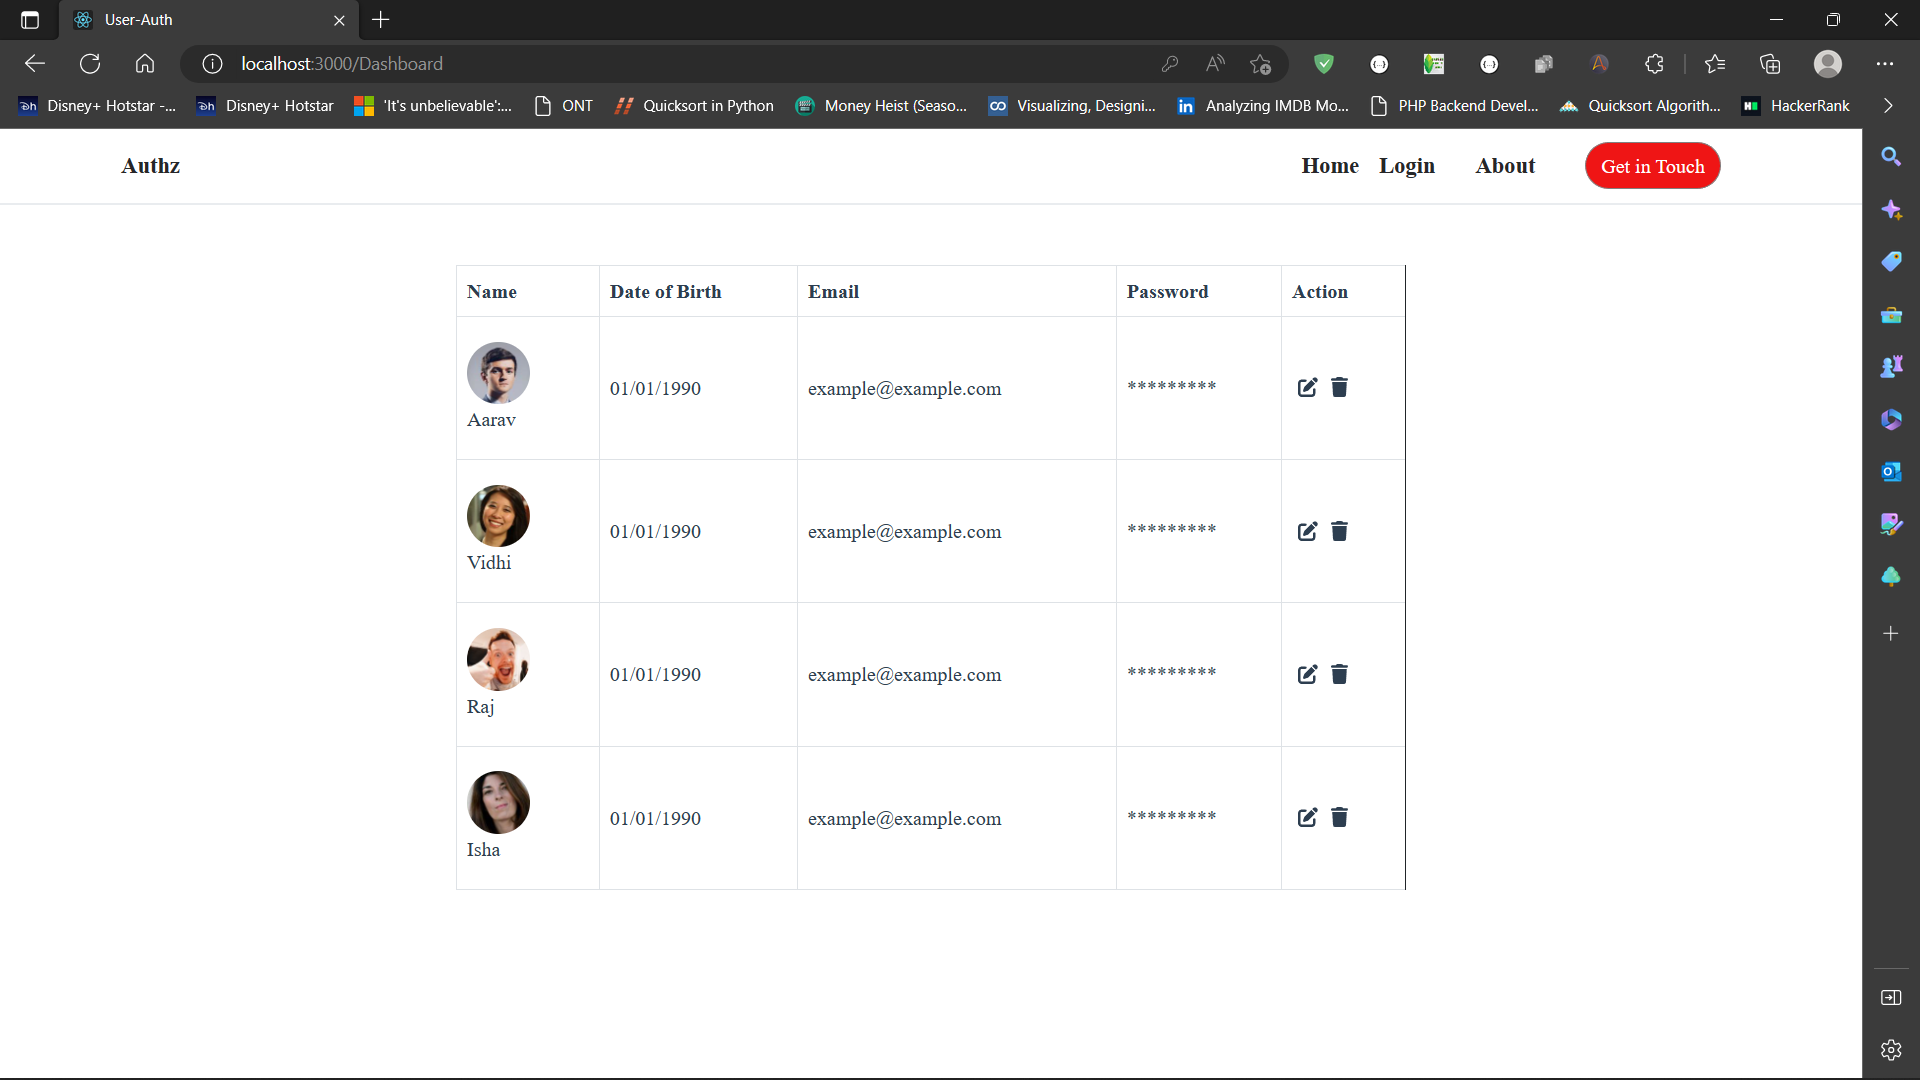 User-Auth
localhost:3000/Dashboard
Disney+ Hotstar -... Disney+ Hotstar 'It's unbelievable':... ONT Quicksort in Python Money Heist (Seaso... Visualizing, Designi... Analyzing IMDB Mo... PHP Backend Devel... Quicksort Algorith... HackerRank
Authz Home Login About Get in Touch
Name Date of Birth Email Password Action
Aarav 01/01/1990 example@example.com *********
Vidhi 01/01/1990 example@example.com *********
Raj 01/01/1990 example@example.com *********
Isha 01/01/1990 example@example.com *********